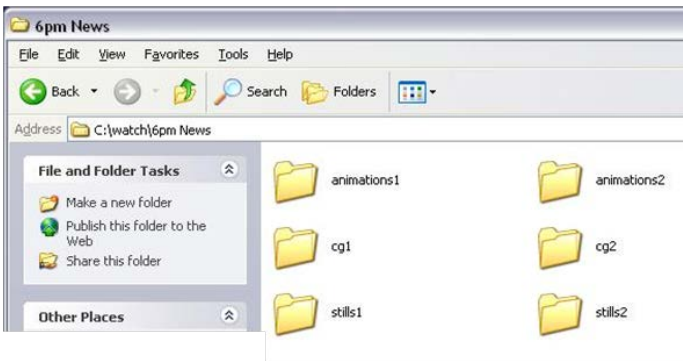 6pm News
File Edit View Favorites Tools Help
Back Search Folders
Address C:\watch\6pm News
File and Folder Tasks
Make a new folder
Publish this folder to the
Web
Share this folder
Other Places
animations1 animations2
cg1 cg2
stills1 stills2